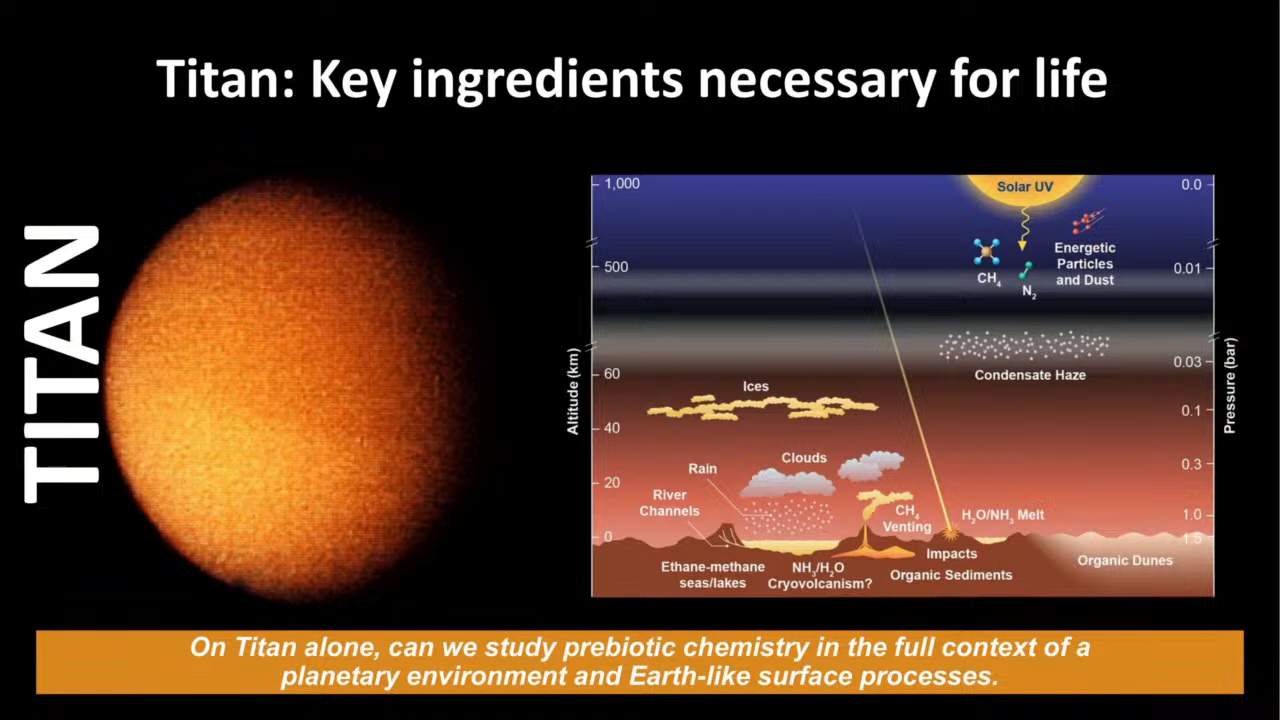 Titan: Key ingredients necessary for life
TITAN
Altitude (km)
1,000
500
60
40
20
0
Solar UV
CH4
N2
Energetic
Particles
and Dust
Condensate Haze
Ices
Clouds
Rain
River
Channels
CH4
Venting
H2O/NH3 Melt
Ethane-methane
seas/lakes
NH3/H2O
Cryovolcanism?
Impacts
Organic Sediments
Organic Dunes
0.0
0.01
0.03
0.1
0.3
1.0
1.5
Pressure (bar)
On Titan alone, can we study prebiotic chemistry in the full context of a
planetary environment and Earth-like surface processes.